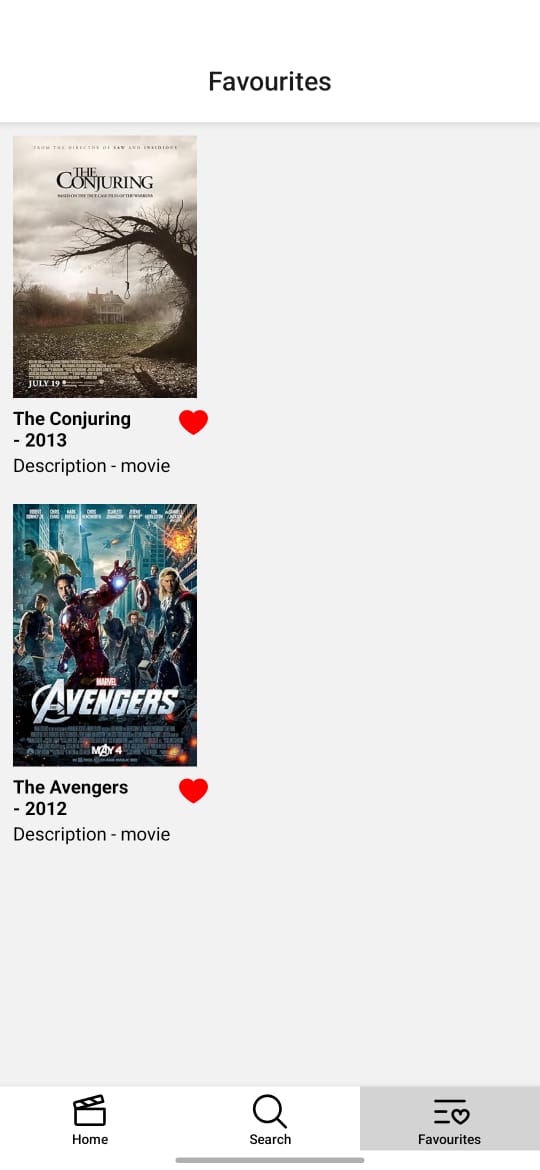 Favourites
FROM THE DIRECTOR OF SAW AND INSIDIOUS
THE
CONJURING
BASED ON THE TRUE CASE FILES OF THE WARRENS
JULY 19
The Conjuring
- 2013
Description - movie
MARVEL
AVENGERS
MAY 4
The Avengers
- 2012
Description - movie
Home
Search
Favourites